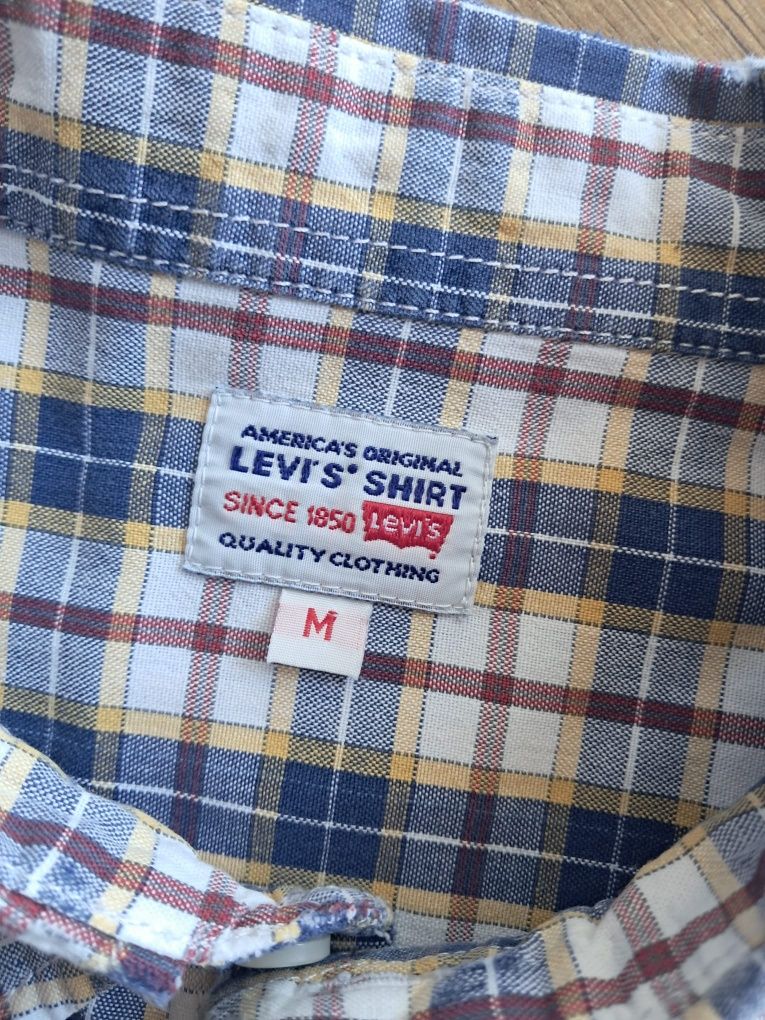 AMERICA'S ORIGINAL
LEVI'S® SHIRT
SINCE 1850 Levi's
QUALITY CLOTHING
M